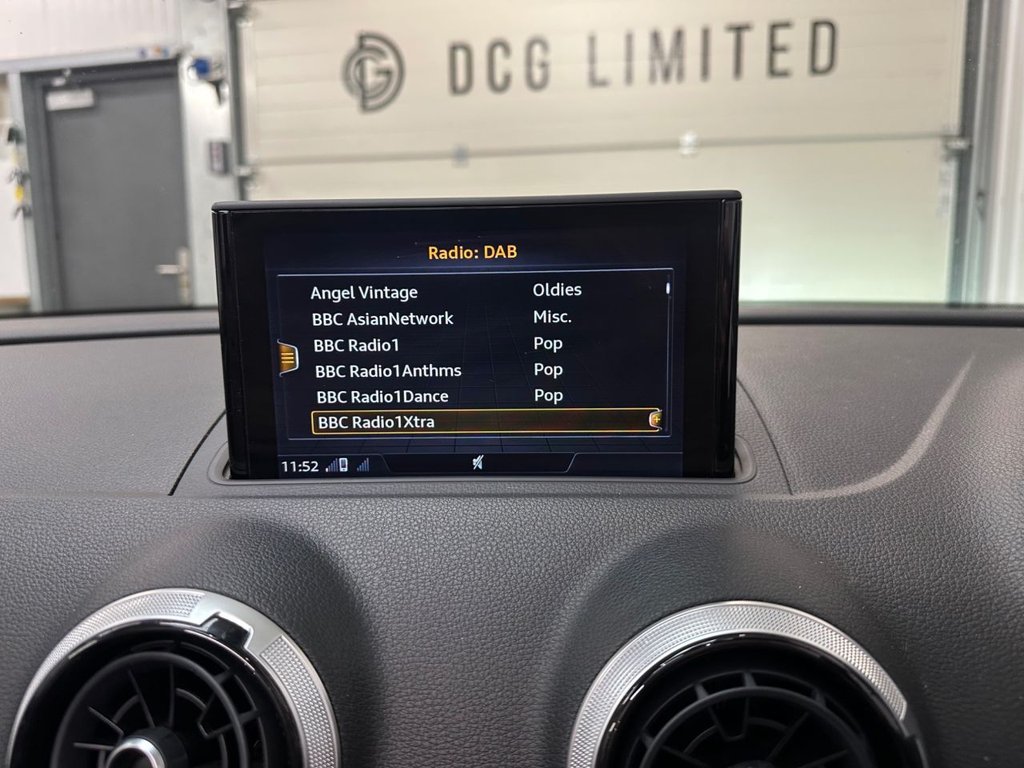 DCG LIMITED
Radio: DAB
Angel Vintage Oldies
BBC AsianNetwork Misc.
BBC Radio1 Pop
BBC Radio1Anthms Pop
BBC Radio1Dance Pop
BBC Radio1Xtra
11:52